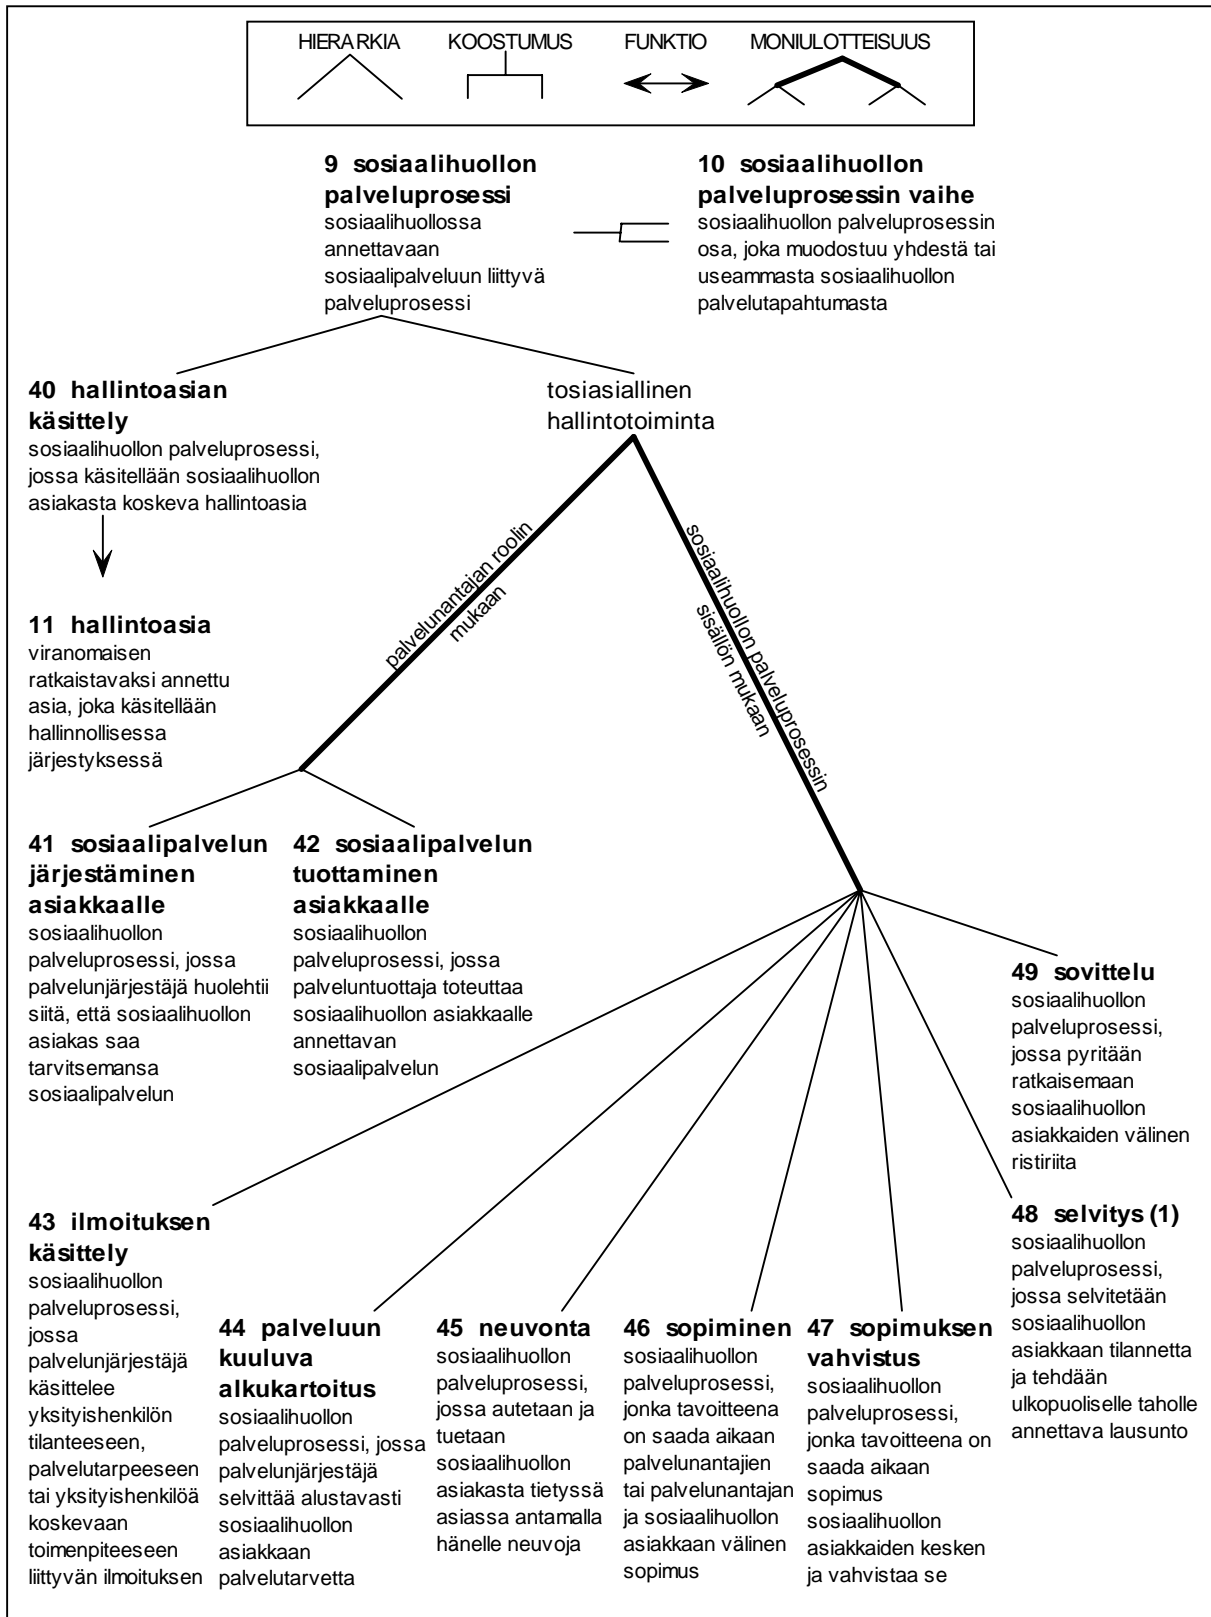 HIERARKIA KOOSTUMUS FUNKTIO MONIULOTTEISUUS
9 sosiaalihuollon
palveluprosessi
sosiaalihuollossa
annettavaan
sosiaalipalveluun liittyvä
palveluprosessi
10 sosiaalihuollon
palveluprosessin vaihe
sosiaalihuollon palveluprosessin
osa, joka muodostuu yhdestä tai
useammasta sosiaalihuollon
palvelutapahtumasta
40 hallintoasian
käsittely
sosiaalihuollon palveluprosessi,
jossa käsitellään sosiaalihuollon
asiakasta koskeva hallintoasia
tosiasiallinen
hallintotoiminta
palvelunantajan roolin
mukaan
sosiaalihuollon palveluprosessin
sisällön mukaan
11 hallintoasia
viranomaisen
ratkaistavaksi annettu
asia, joka käsitellään
hallinnollisessa
järjestyksessä
41 sosiaalipalvelun
järjestäminen
asiakkaalle
sosiaalihuollon
palveluprosessi, jossa
palvelunjärjestäjä huolehtii
siitä, että sosiaalihuollon
asiakas saa
tarvitsemansa
sosiaalipalvelun
42 sosiaalipalvelun
tuottaminen
asiakkaalle
sosiaalihuollon
palveluprosessi, jossa
palveluntuottaja toteuttaa
sosiaalihuollon asiakkaalle
annettavan
sosiaalipalvelun
49 sovittelu
sosiaalihuollon
palveluprosessi,
jossa pyritään
ratkaisemaan
sosiaalihuollon
asiakkaiden välinen
ristiriita
43 ilmoituksen
käsittely
sosiaalihuollon
palveluprosessi,
jossa
palvelunjärjestäjä
käsittelee
yksityishenkilön
tilanteeseen,
palvelutarpeeseen
tai yksityishenkilöä
koskevaan
toimenpiteeseen
liittyvän ilmoituksen
44 palveluun
kuuluva
alkukartoitus
sosiaalihuollon
palveluprosessi, jossa
palvelunjärjestäjä
selvittää alustavasti
sosiaalihuollon
asiakkaan
palvelutarvetta
45 neuvonta
sosiaalihuollon
palveluprosessi,
jossa autetaan ja
tuetaan
sosiaalihuollon
asiakasta tietyssä
asiassa antamalla
hänelle neuvoja
46 sopiminen
sosiaalihuollon
palveluprosessi,
jonka tavoitteena
on saada aikaan
palvelunantajien
tai palvelunantajan
ja sosiaalihuollon
asiakkaan välinen
sopimus
47 sopimuksen
vahvistus
sosiaalihuollon
palveluprosessi,
jonka tavoitteena on
saada aikaan
sopimus
sosiaalihuollon
asiakkaiden kesken
ja vahvistaa se
48 selvitys (1)
sosiaalihuollon
palveluprosessi,
jossa selvitetään
sosiaalihuollon
asiakkaan tilannetta
ja tehdään
ulkopuoliselle taholle
annettava lausunto